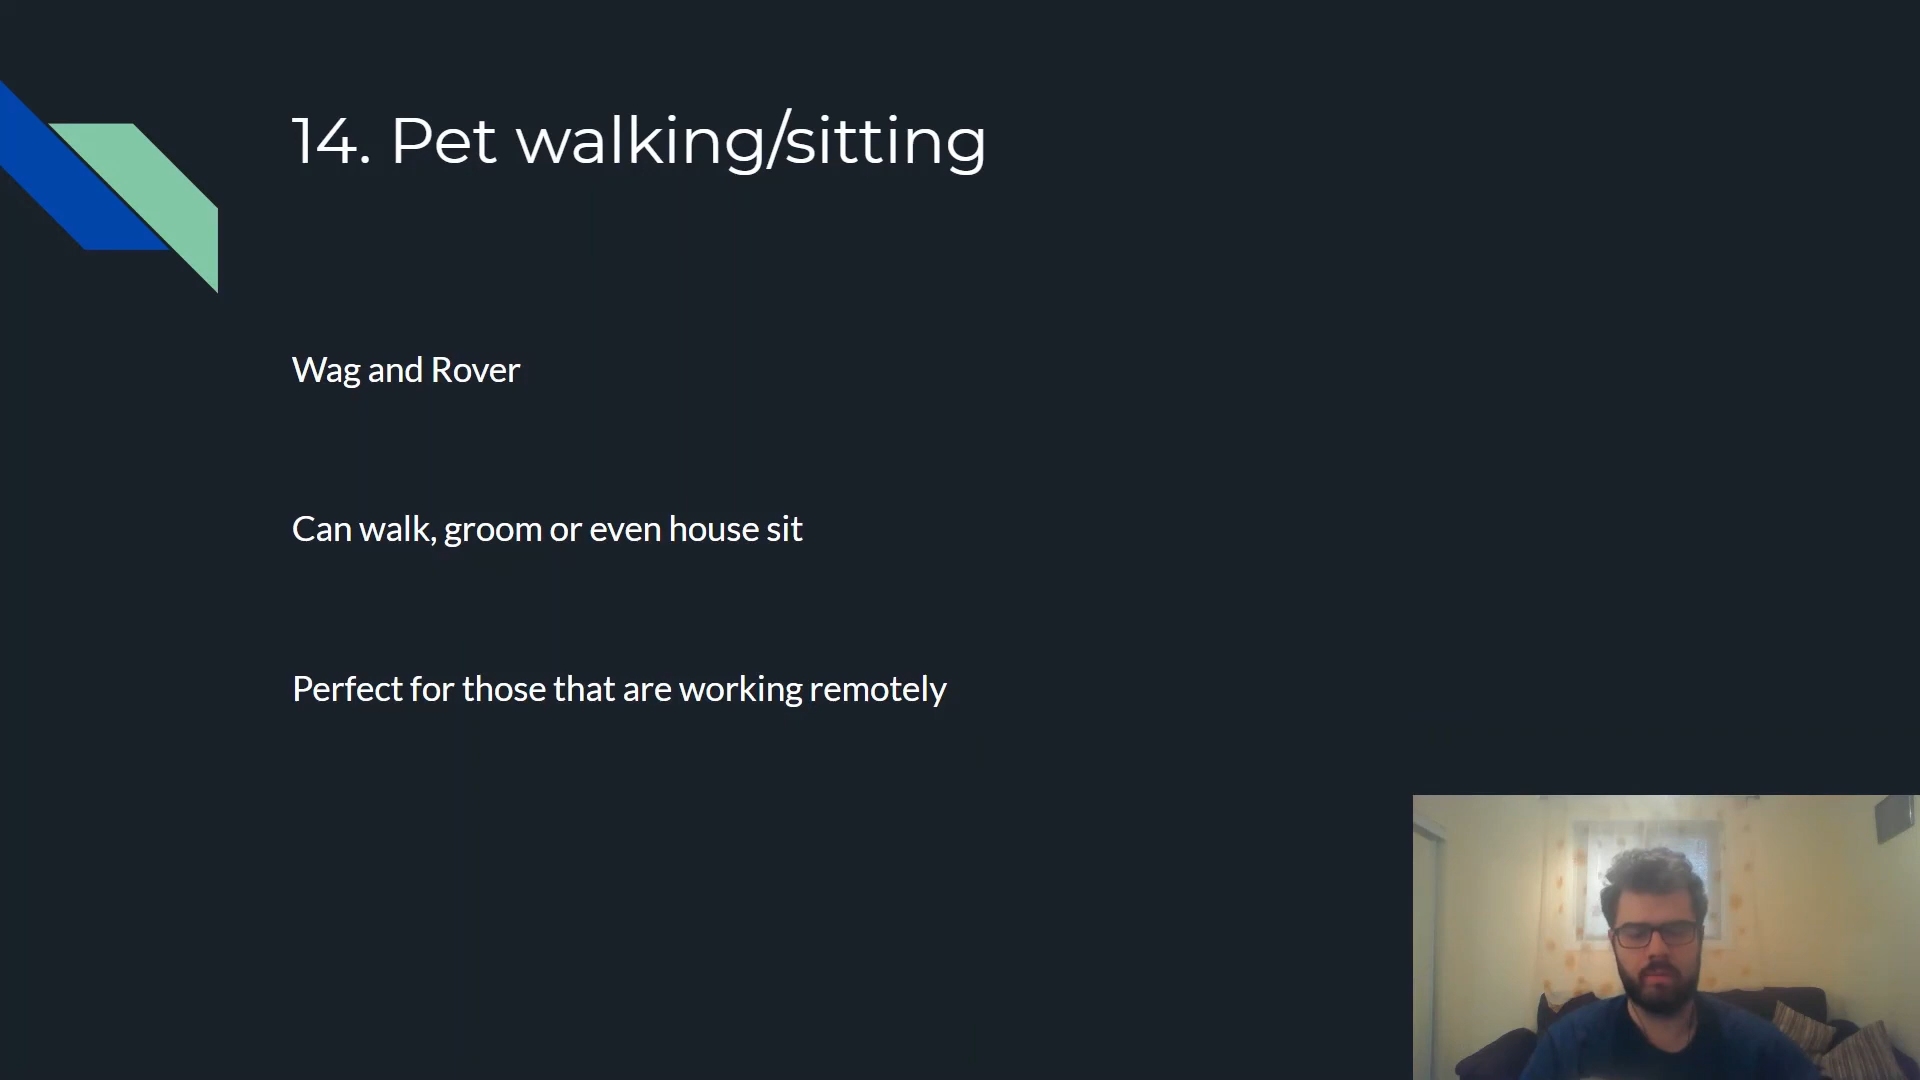 14. Pet walking/sitting
Wag and Rover
Can walk, groom or even house sit
Perfect for those that are working remotely